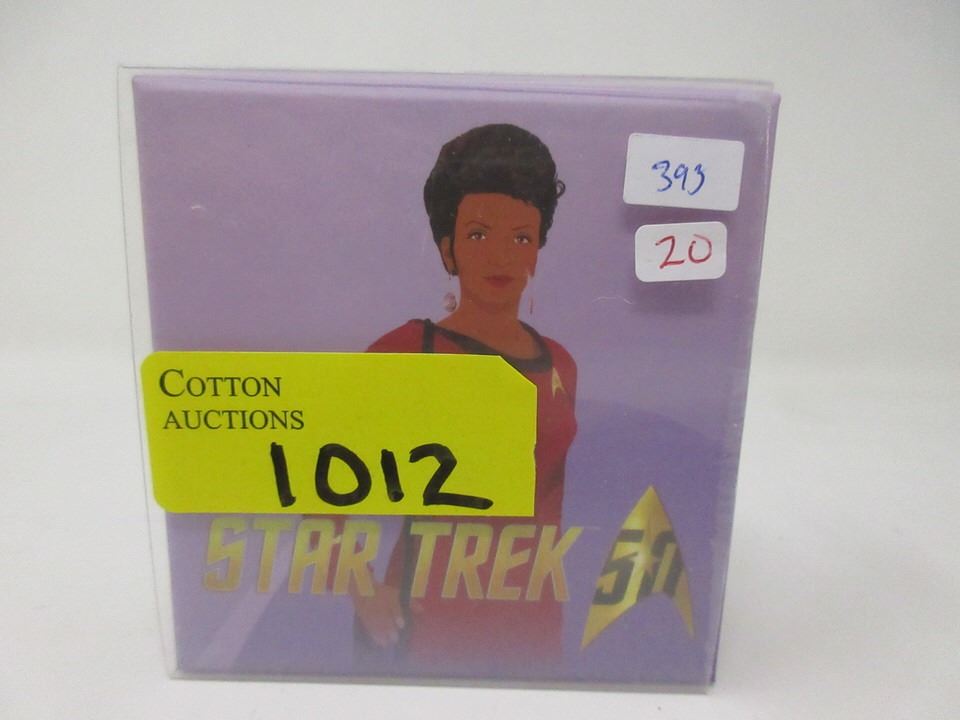 393
20
COTTON
AUCTIONS
1012
STAR TREK 50